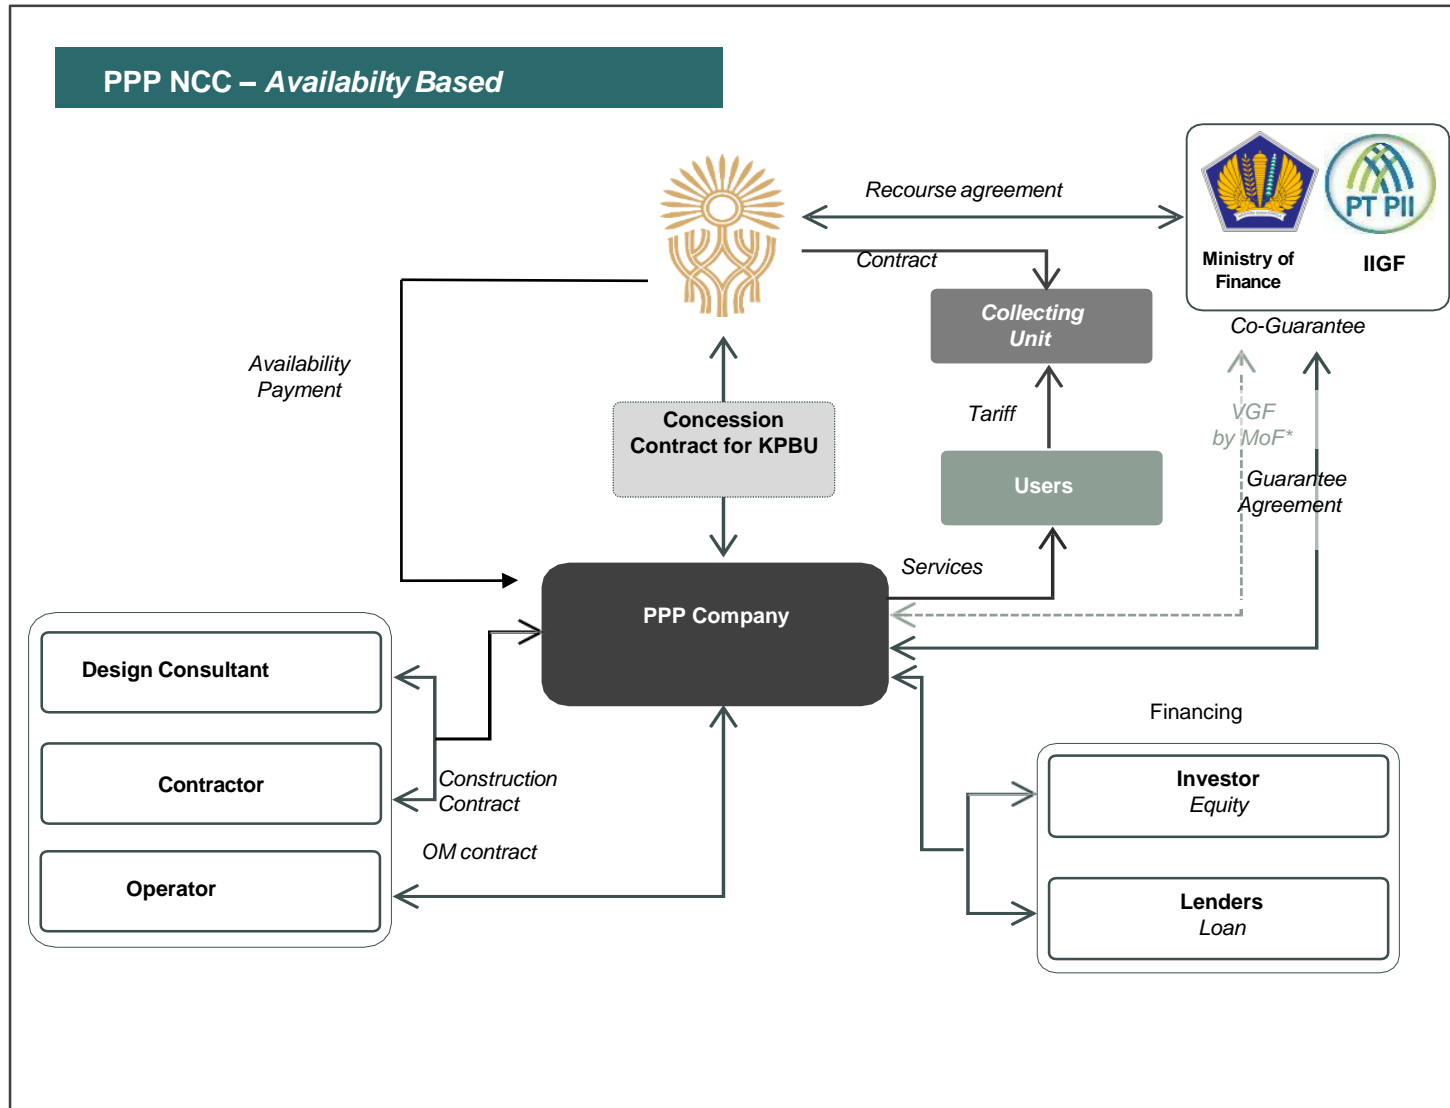 PPP NCC – Availabilty Based
Recourse agreement
PT PII
Ministry of
Finance
IIGF
Contract
Collecting
Unit
Co-Guarantee
Availability
Payment
Concession
Contract for KPBU
Tariff
VGF
by MoF*
Users
Guarantee
Agreement
Services
PPP Company
Design Consultant
Contractor
Construction
Contract
OM contract
Operator
Financing
Investor
Equity
Lenders
Loan